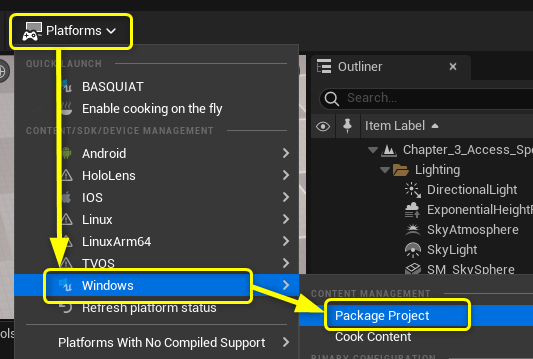 Platforms
QUICK LAUNCH
BASQUIAT
Enable cooking on the fly
CONTENT/SDK/DEVICE MANAGEMENT
Android
HoloLens
IOS
Linux
LinuxArm64
TVOS
Windows
Refresh platform status
Platforms With No Compiled Support
Outliner
Search...
Item Label
Chapter_3_Access_Spe
Lighting
DirectionalLight
ExponentialHeightF
SkyAtmosphere
SkyLight
SM_SkySphere
CONTENT MANAGEMENT
Package Project
Cook Content
BINARY CONFIGURATION
ols